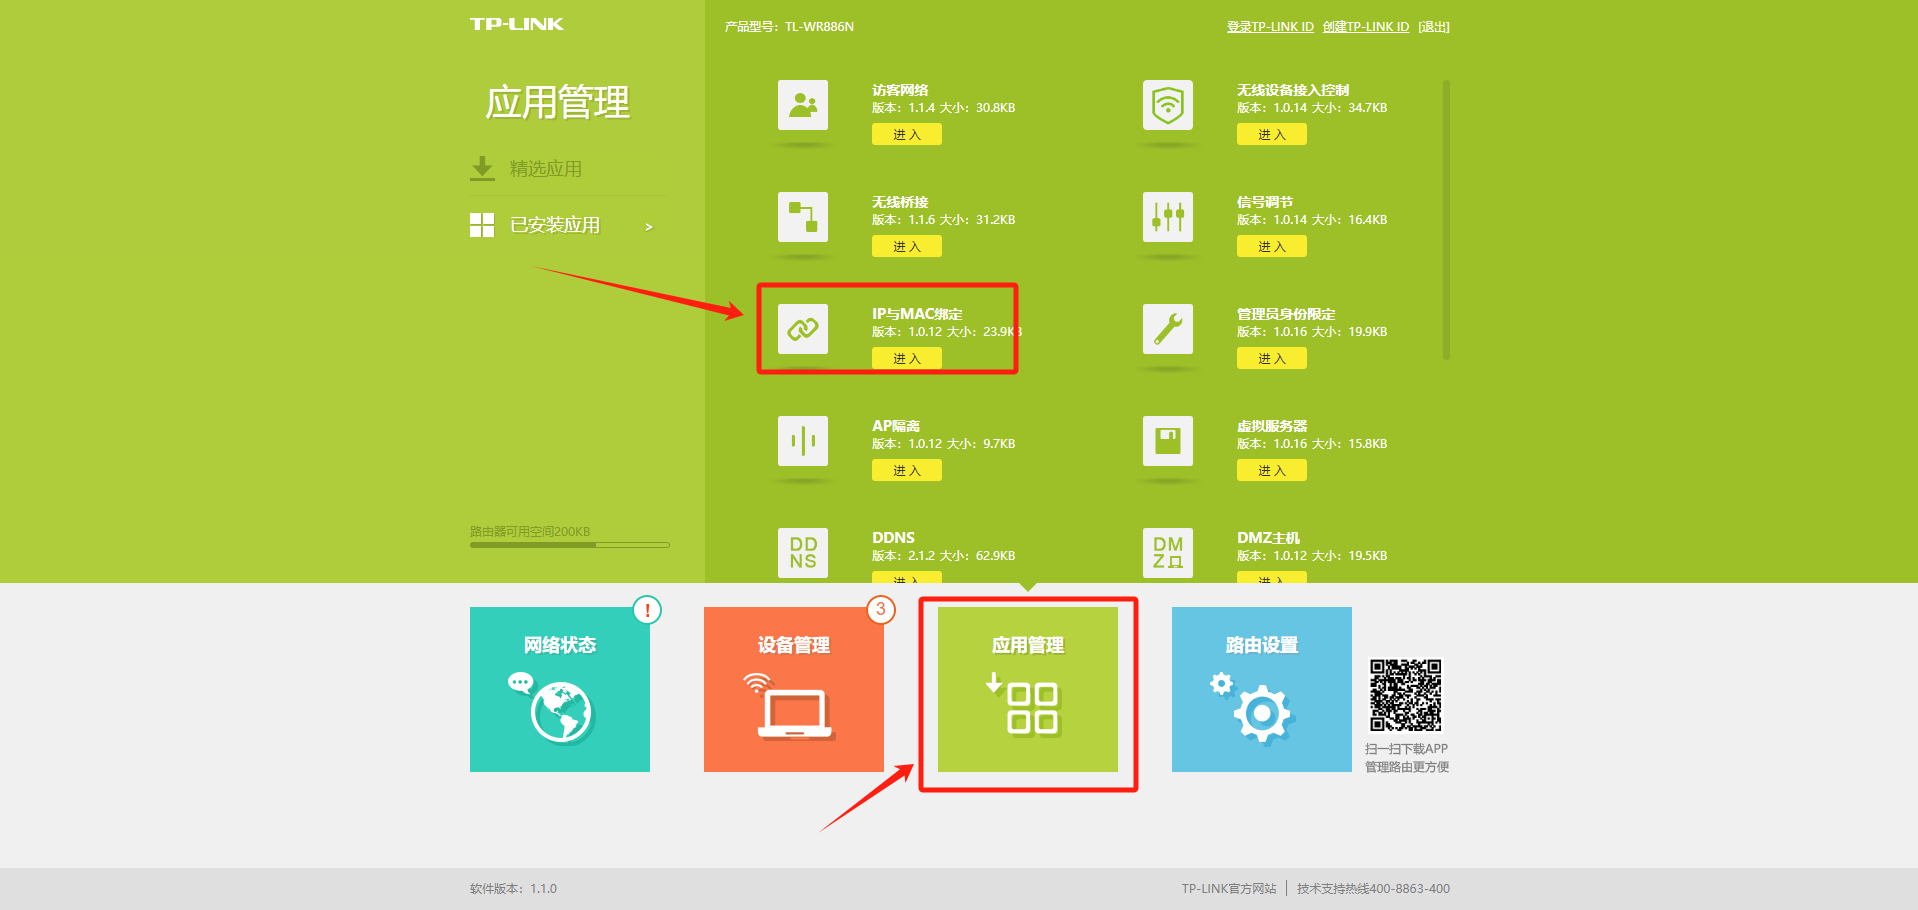 TP-LINK
产品型号：TL-WR886N
登录TP-LINK ID 创建TP-LINK ID [退出]
应用管理
精选应用
已安装应用 >
路由器可用空间200KB
访客网络
版本：1.1.4 大小：30.8KB
进 入
无线设备接入控制
版本：1.0.14 大小：34.7KB
进 入
无线桥接
版本：1.1.6 大小：31.2KB
进 入
信号调节
版本：1.0.14 大小：16.4KB
进 入
IP与MAC绑定
版本：1.0.12 大小：23.9KB
进 入
管理员身份限定
版本：1.0.16 大小：19.9KB
进 入
AP隔离
版本：1.0.12 大小：9.7KB
进 入
虚拟服务器
版本：1.0.16 大小：15.8KB
进 入
DD
NS
DDNS
版本：2.1.2 大小：62.9KB
进 入
DM
Z
DMZ主机
版本：1.0.12 大小：19.5KB
进 入
网络状态
!
设备管理
3
应用管理
路由设置
扫一扫下载APP
管理路由更方便
软件版本：1.1.0
TP-LINK官方网站 | 技术支持热线400-8863-400